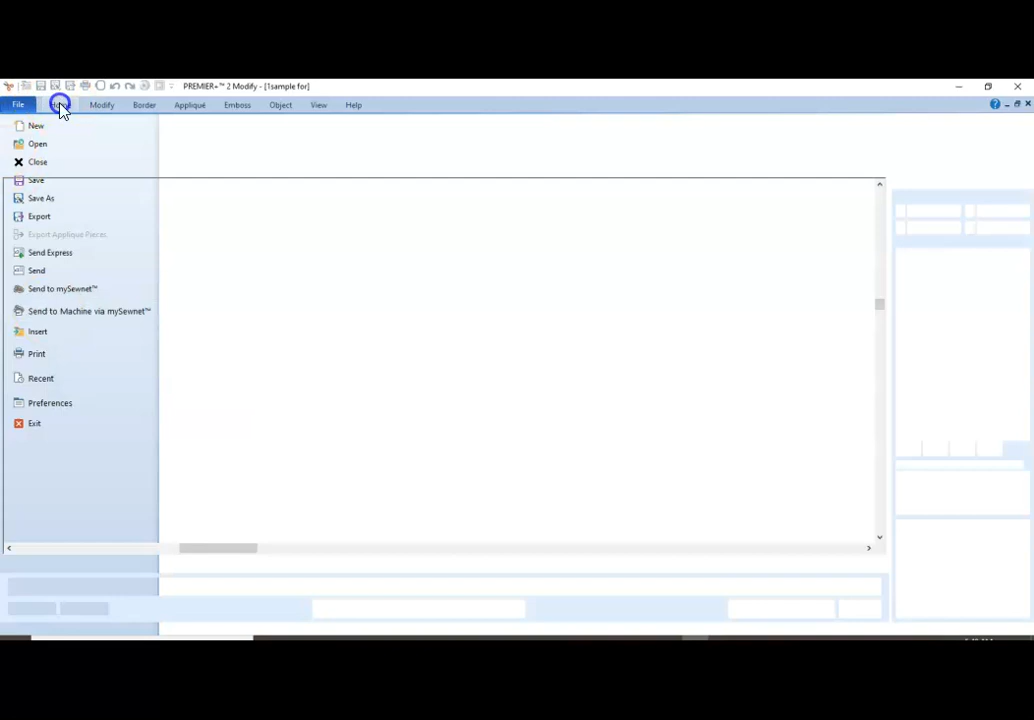 PREMIER+™ 2 Modify - [1sample for]
File Modify Border Appliqué Emboss Object View Help
New
Open
Close
Save
Save As
Export
Export Appliqué Pieces
Send Express
Send
Send to mySewnet™
Send to Machine via mySewnet™
Insert
Print
Recent
Preferences
Exit